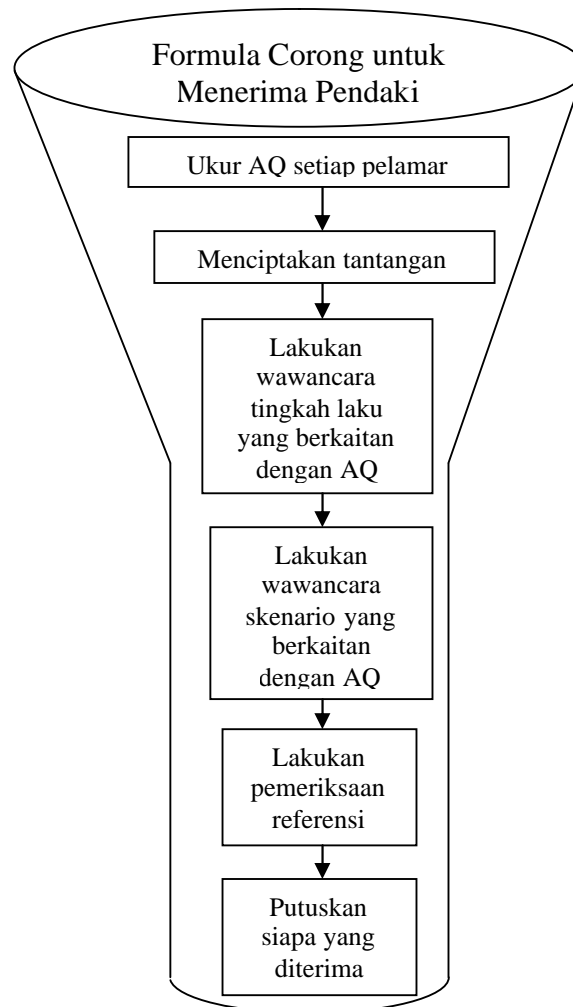 Formula Corong untuk
Menerima Pendaki
Ukur AQ setiap pelamar
Menciptakan tantangan
Lakukan
wawancara
tingkah laku
yang berkaitan
dengan AQ
Lakukan
wawancara
skenario yang
berkaitan
dengan AQ
Lakukan
pemeriksaan
referensi
Putuskan
siapa yang
diterima